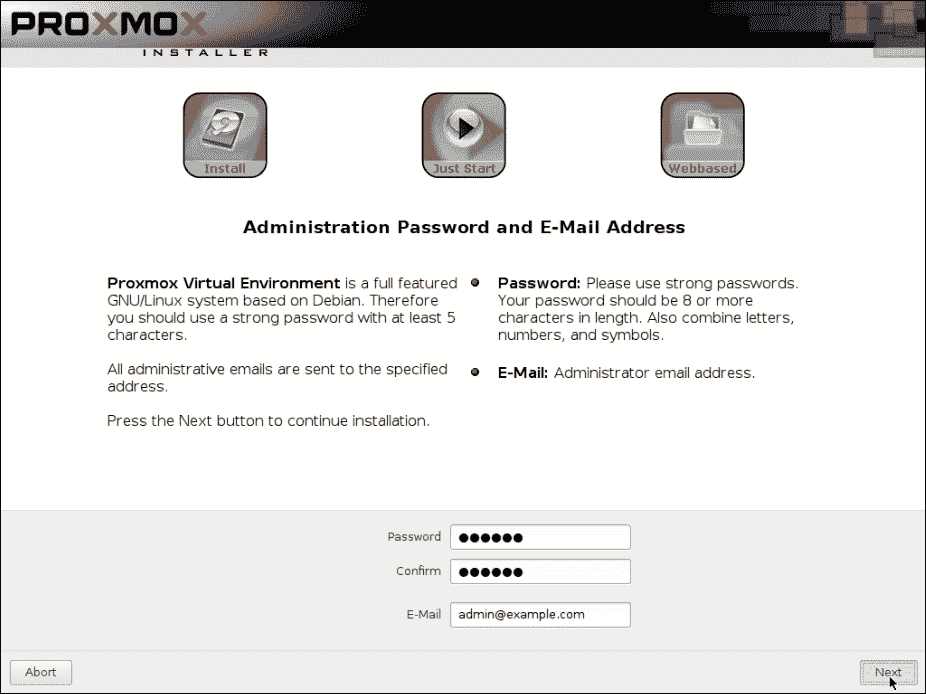 PROXMOX
INSTALLER
Install
Just Start
Webbased
Administration Password and E-Mail Address
Proxmox Virtual Environment is a full featured
GNU/Linux system based on Debian. Therefore
you should use a strong password with at least 5
characters.
All administrative emails are sent to the specified
address.
Press the Next button to continue installation.
Password: Please use strong passwords.
Your password should be 8 or more
characters in length. Also combine letters,
numbers, and symbols.
E-Mail: Administrator email address.
Password ●●●●●●
Confirm ●●●●●●
E-Mail admin@example.com
Abort
Next